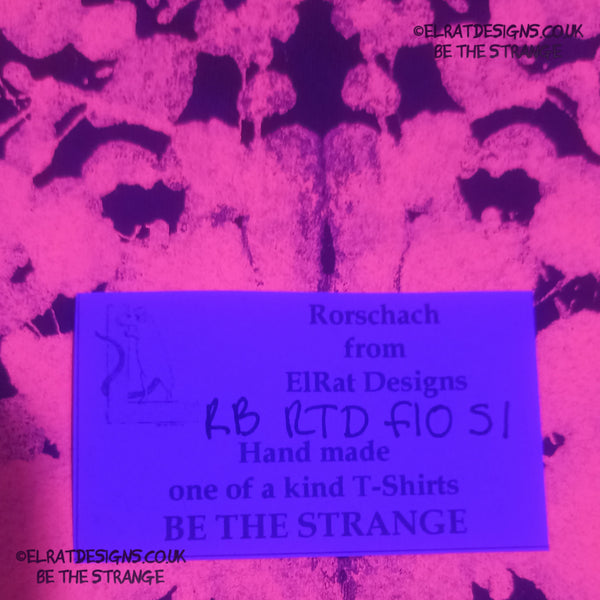 ©ELRATDESIGNS.CO.UK
BE THE STRANGE
Rorschach
from
ElRat Designs
RB RTD f10 S1
Hand made
one of a kind T-Shirts
BE THE STRANGE
©ELRATDESIGNS.CO.UK
BE THE STRANGE